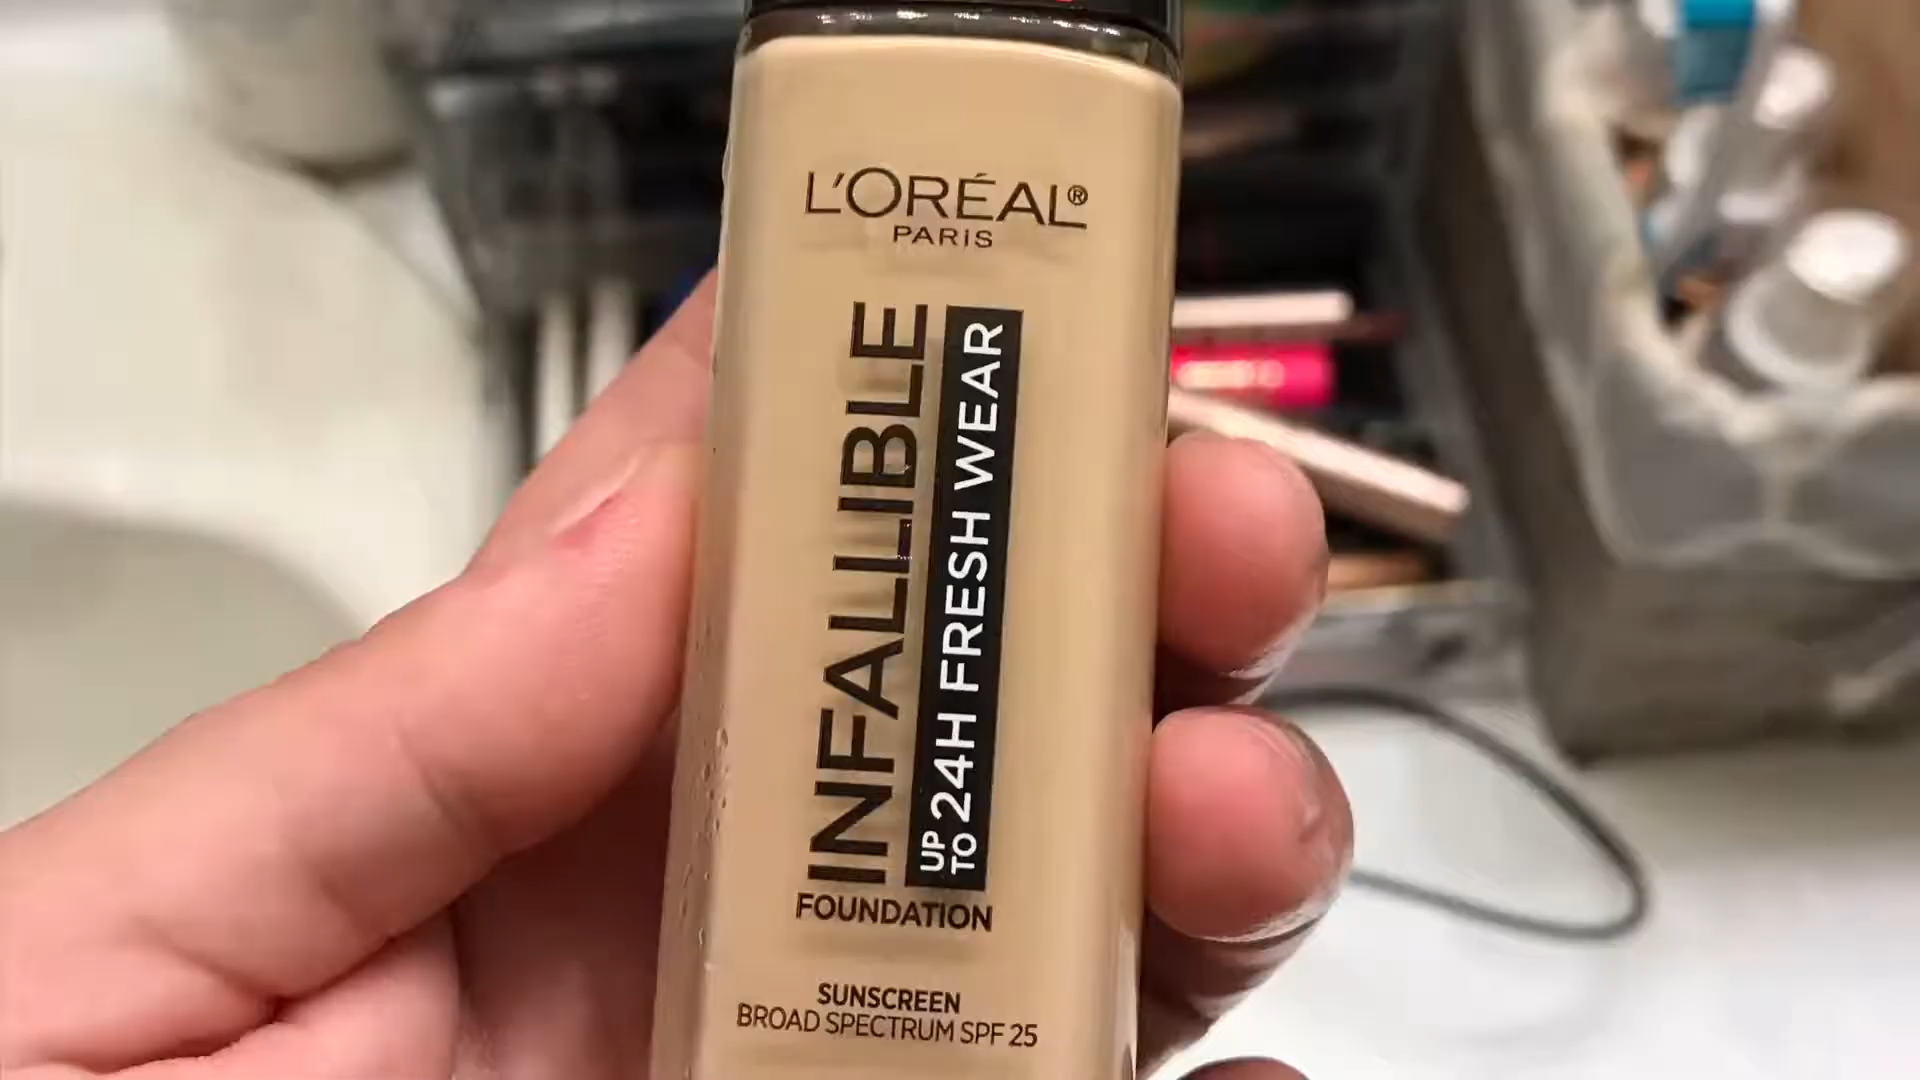 L'ORÉAL®
PARIS
INFALLIBLE
UP TO 24H FRESH WEAR
FOUNDATION
SUNSCREEN
BROAD SPECTRUM SPF 25